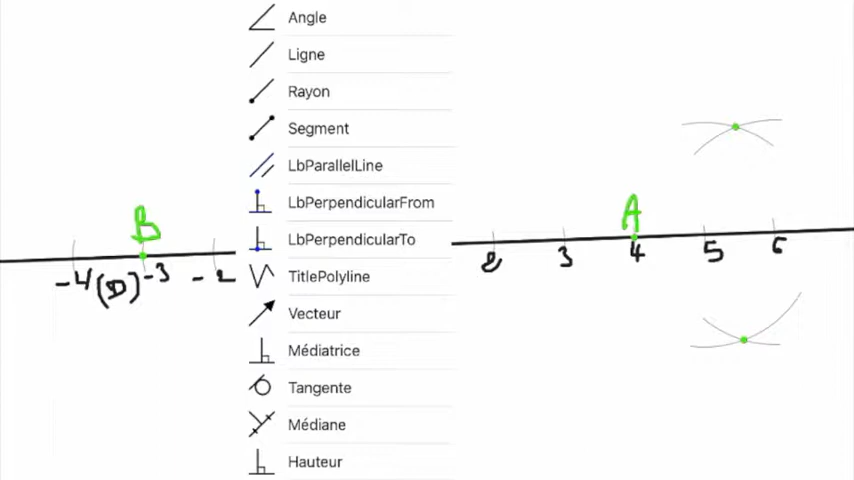 Angle
Ligne
Rayon
Segment
LbParallelLine
LbPerpendicularFrom
LbPerpendicularTo
TitlePolyline
Vecteur
Médiatrice
Tangente
Médiane
Hauteur
B
-4 (D) -3 -2
A
2 3 4 5 6